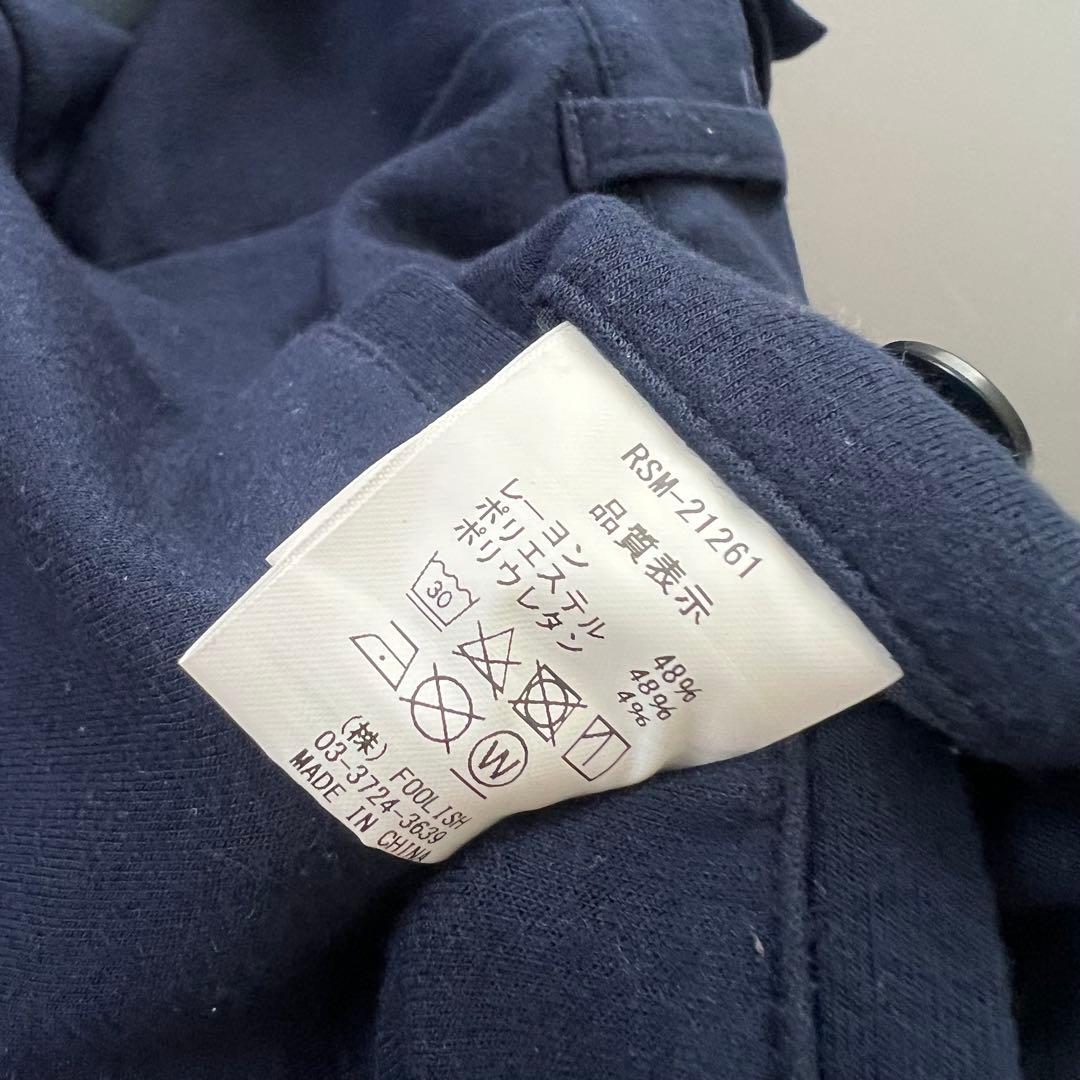 RSM-21261
品質表示
レーヨン 48%
ポリエステル 48%
ポリウレタン 4%
30
W
(株) FOOLISH
03-3724-3639
MADE IN CHINA